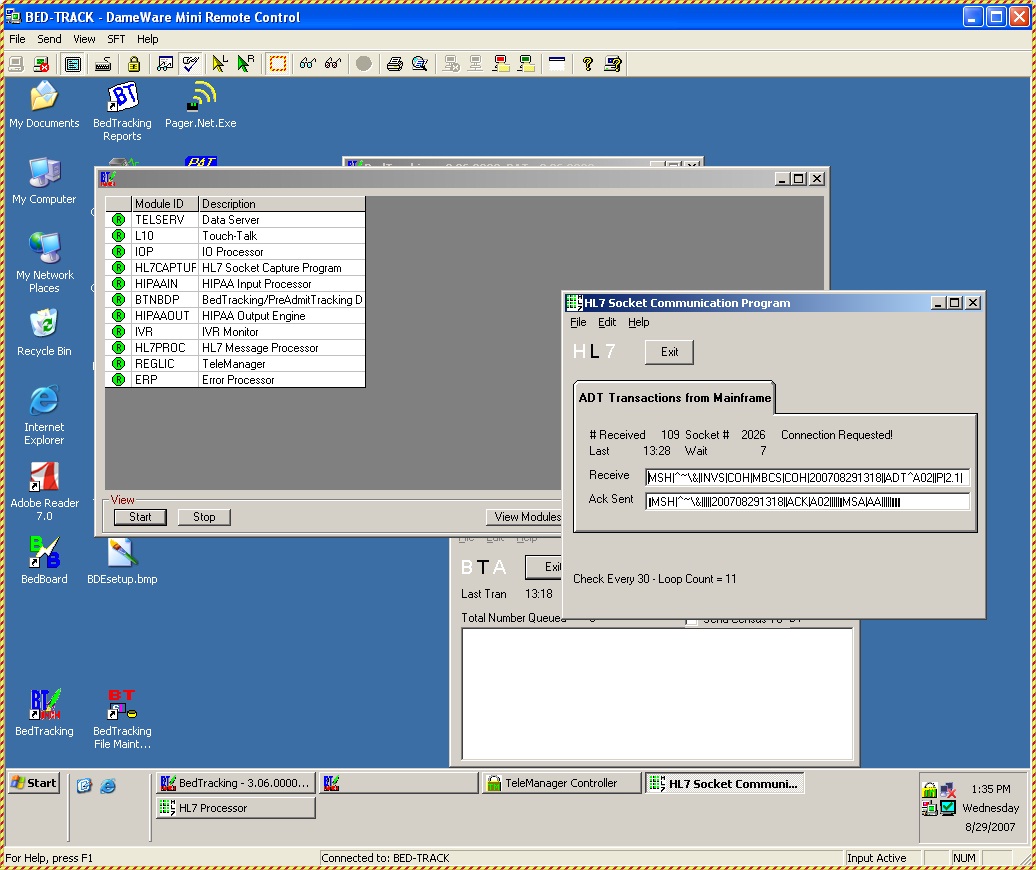 BED-TRACK - DameWare Mini Remote Control
File Send View SFT Help
My Documents
BedTracking Reports
Pager.Net.Exe
My Computer
My Network Places
Recycle Bin
Internet Explorer
Adobe Reader 7.0
BedBoard
BDEsetup.bmp
BedTracking
BedTracking File Maint...
Module ID Description
TELSERV Data Server
L10 Touch-Talk
IOP IO Processor
HL7CAPTUF HL7 Socket Capture Program
HIPAAIN HIPAA Input Processor
BTNBDP BedTracking/PreAdmitTracking D
HIPAAOUT HIPAA Output Engine
IVR IVR Monitor
HL7PROC HL7 Message Processor
REGLIC TeleManager
ERP Error Processor
View
Start Stop View Modules
HL7 Socket Communication Program
File Edit Help
HL7 Exit
ADT Transactions from Mainframe
# Received 109 Socket # 2026 Connection Requested!
Last 13:28 Wait 7
Receive MSH|^~\&|INVS|COH|MBCS|COH|200708291318||ADT^A02||P|2.1|
Ack Sent MSH|^~\&||||||200708291318||ACK|A02||||||MSA|AA||||||
Check Every 30 - Loop Count = 11
BTA Exit
Last Tran 13:18
Total Number Queued
Start
BedTracking - 3.06.0000...
TeleManager Controller
HL7 Socket Communi...
HL7 Processor
1:35 PM
Wednesday
8/29/2007
For Help, press F1 Connected to: BED-TRACK Input Active NUM